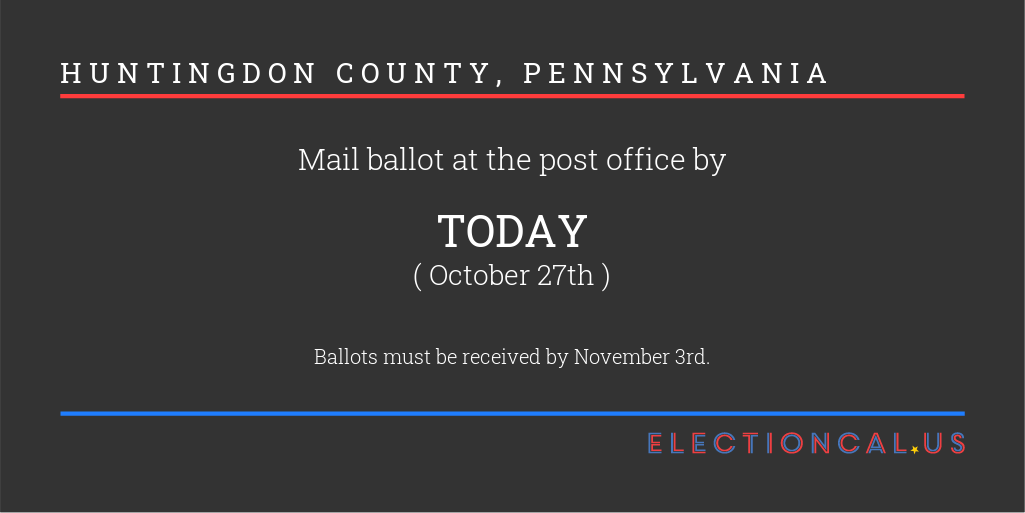 HUNTINGDON COUNTY, PENNSYLVANIA
Mail ballot at the post office by
TODAY
( October 27th )
Ballots must be received by November 3rd.
ELECTIONCAL.US